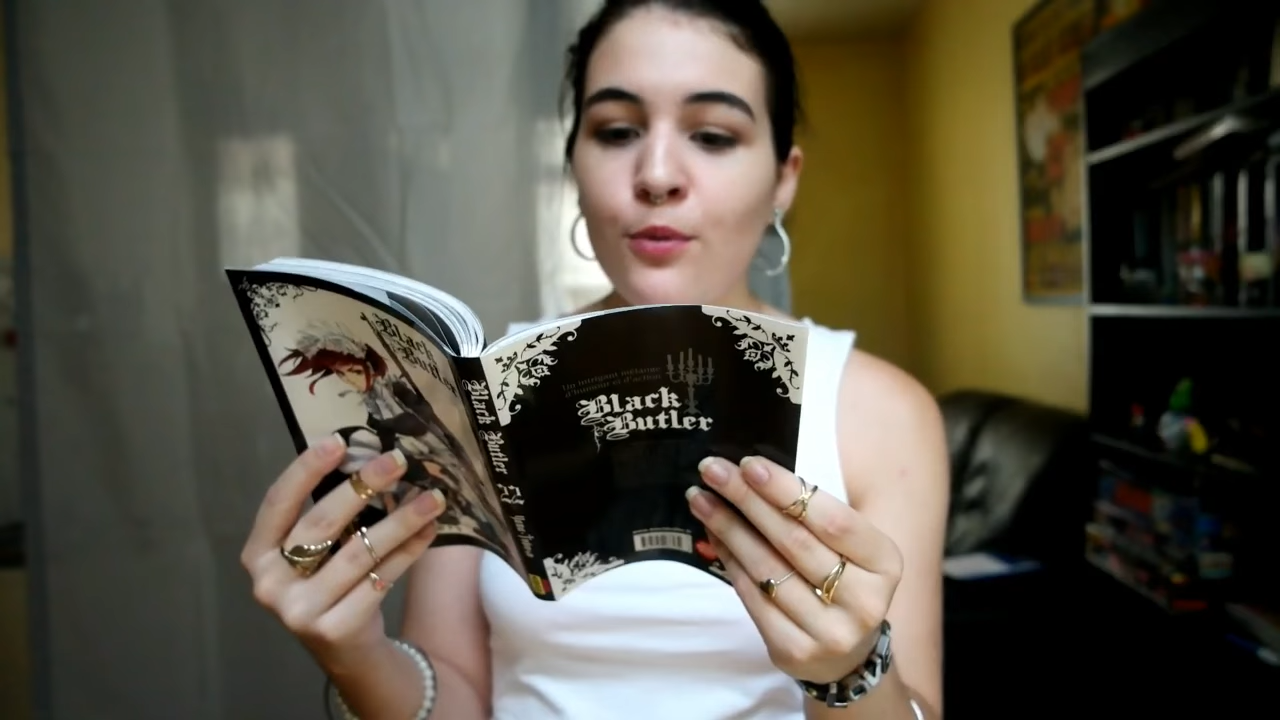 Black
Butler
Black Butler
Un intrigant mélange
d'humour et d'action
Black
Butler